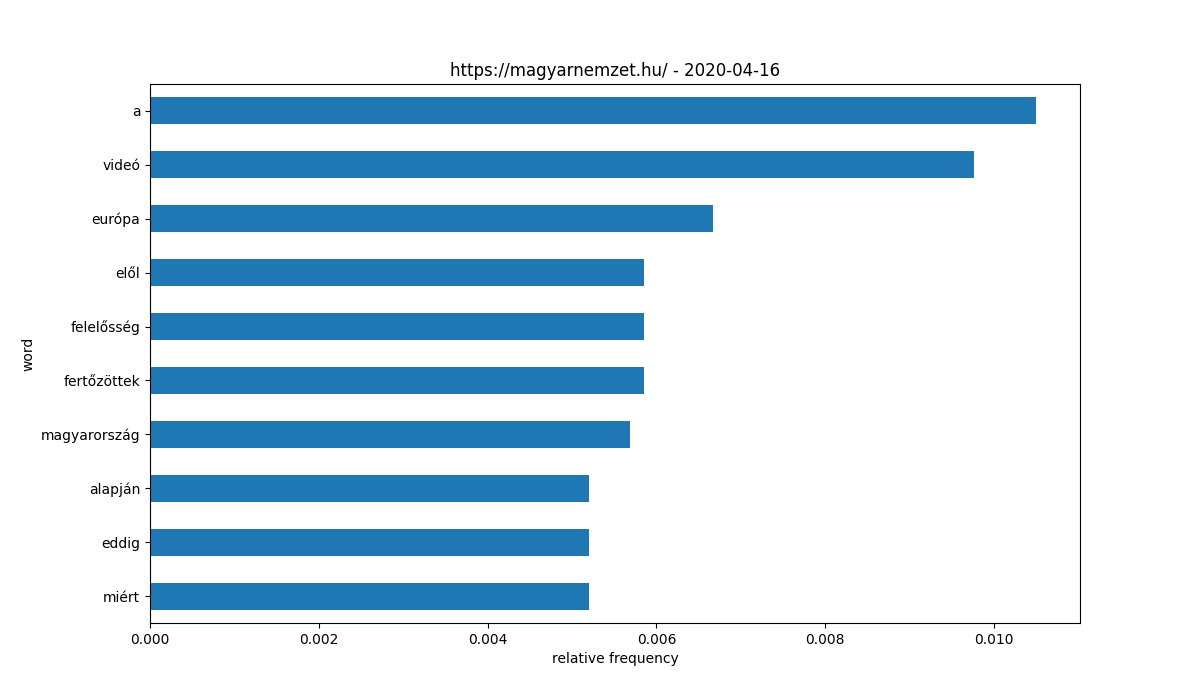 https://magyarnemzet.hu/ - 2020-04-16
a
videó
európa
elől
felelősség
fertőzöttek
magyarország
alapján
eddig
miért
word
0.000 0.002 0.004 0.006 0.008 0.010
relative frequency